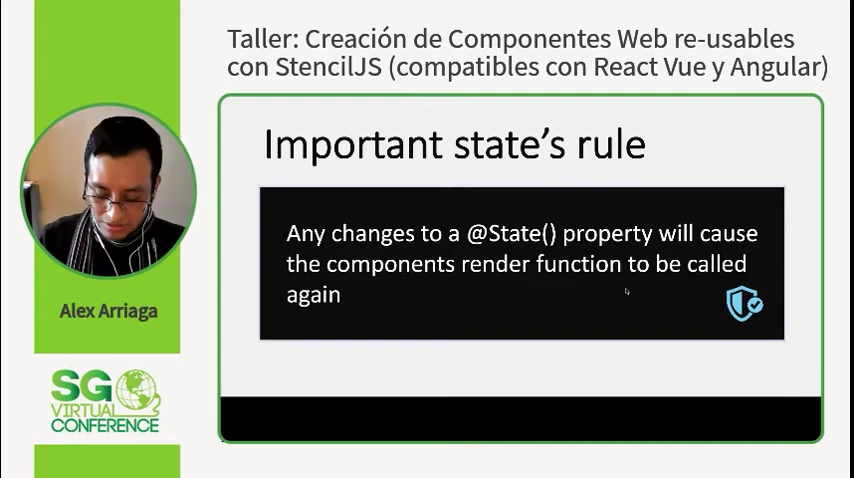 Taller: Creación de Componentes Web re-usables
con StencilJS (compatibles con React Vue y Angular)
Important state's rule
Any changes to a @State() property will cause
the components render function to be called
again
Alex Arriaga
SG
VIRTUAL
CONFERENCE